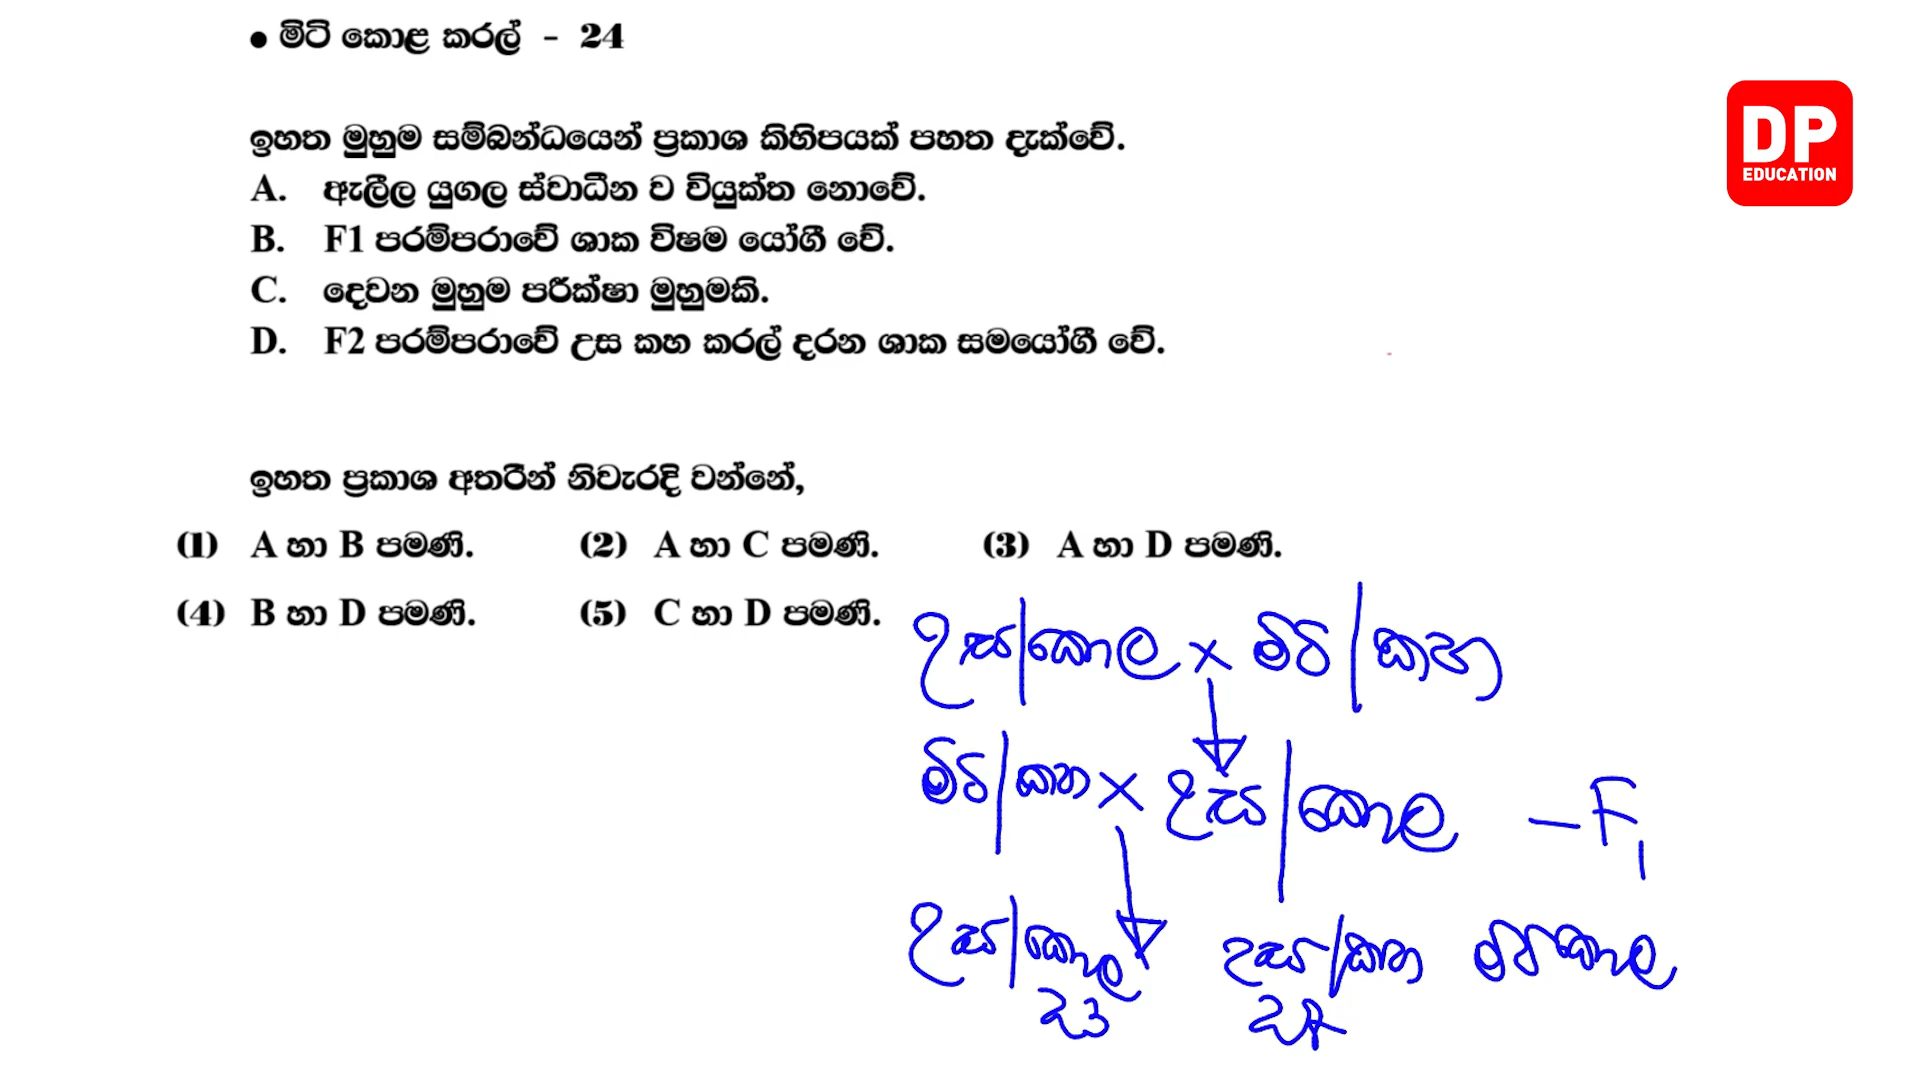 • මිටි කොළ කරල් - 24
DP
EDUCATION
ඉහත මුහුම සම්බන්ධයෙන් ප්‍රකාශ කිහිපයක් පහත දැක්වේ.
A. ඇලීල යුගල ස්වාධීන ව වියුක්ත නොවේ.
B. F1 පරම්පරාවේ ශාක විෂම යෝගී වේ.
C. දෙවන මුහුම පරීක්ෂා මුහුමකි.
D. F2 පරම්පරාවේ උස කහ කරල් දරන ශාක සමයෝගී වේ.
ඉහත ප්‍රකාශ අතරින් නිවැරදි වන්නේ,
(1) A හා B පමණි. (2) A හා C පමණි. (3) A හා D පමණි.
(4) B හා D පමණි. (5) C හා D පමණි.
උස|කොල × මිටි|කහ
මිටි|කහ × උස|කොල – F1
උස|කොල උස|කහ මිටිකොල
23 24